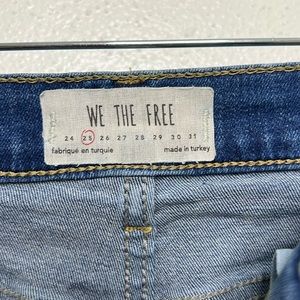 WE THE FREE
24 25 26 27 28 29 30 31
fabriqué en turquie made in turkey